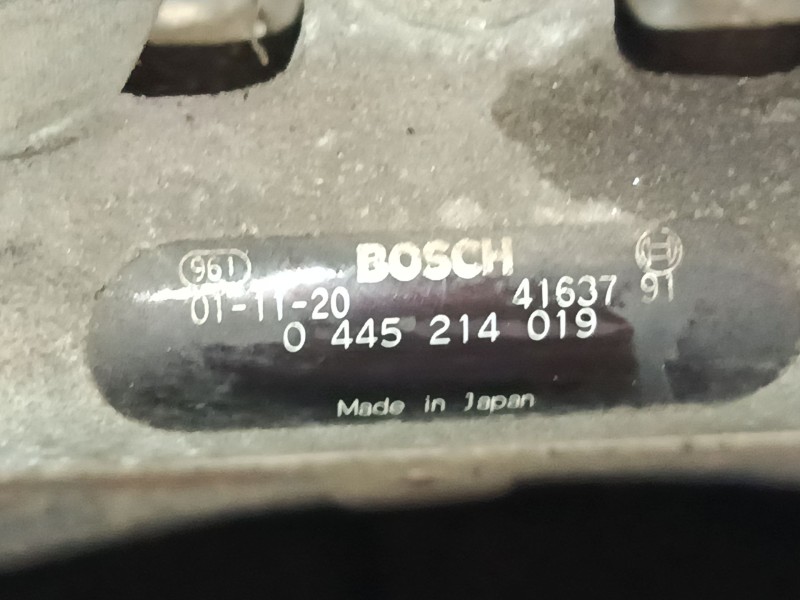 961 BOSCH
01-11-20 41637 91
0 445 214 019
Made in Japan